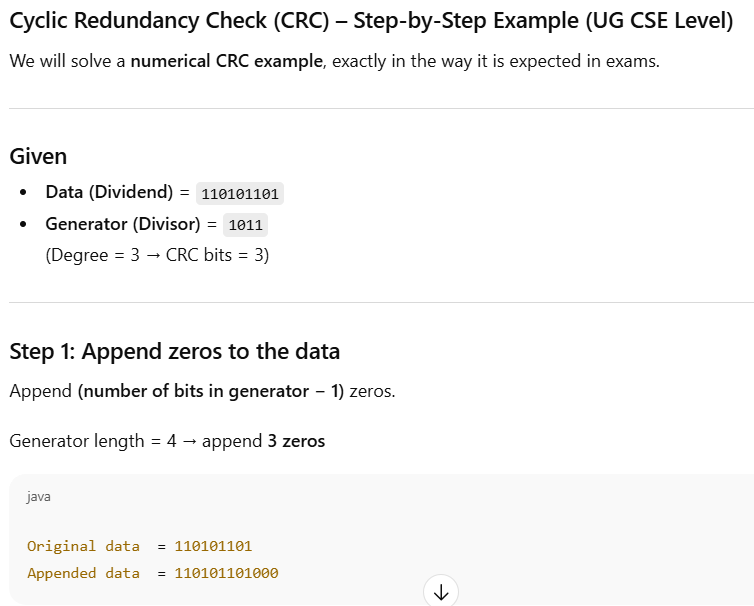 Cyclic Redundancy Check (CRC) – Step-by-Step Example (UG CSE Level)
We will solve a numerical CRC example, exactly in the way it is expected in exams.
Given
• Data (Dividend) = 110101101
• Generator (Divisor) = 1011
(Degree = 3 → CRC bits = 3)
Step 1: Append zeros to the data
Append (number of bits in generator − 1) zeros.
Generator length = 4 → append 3 zeros
java
Original data = 110101101
Appended data = 110101101000